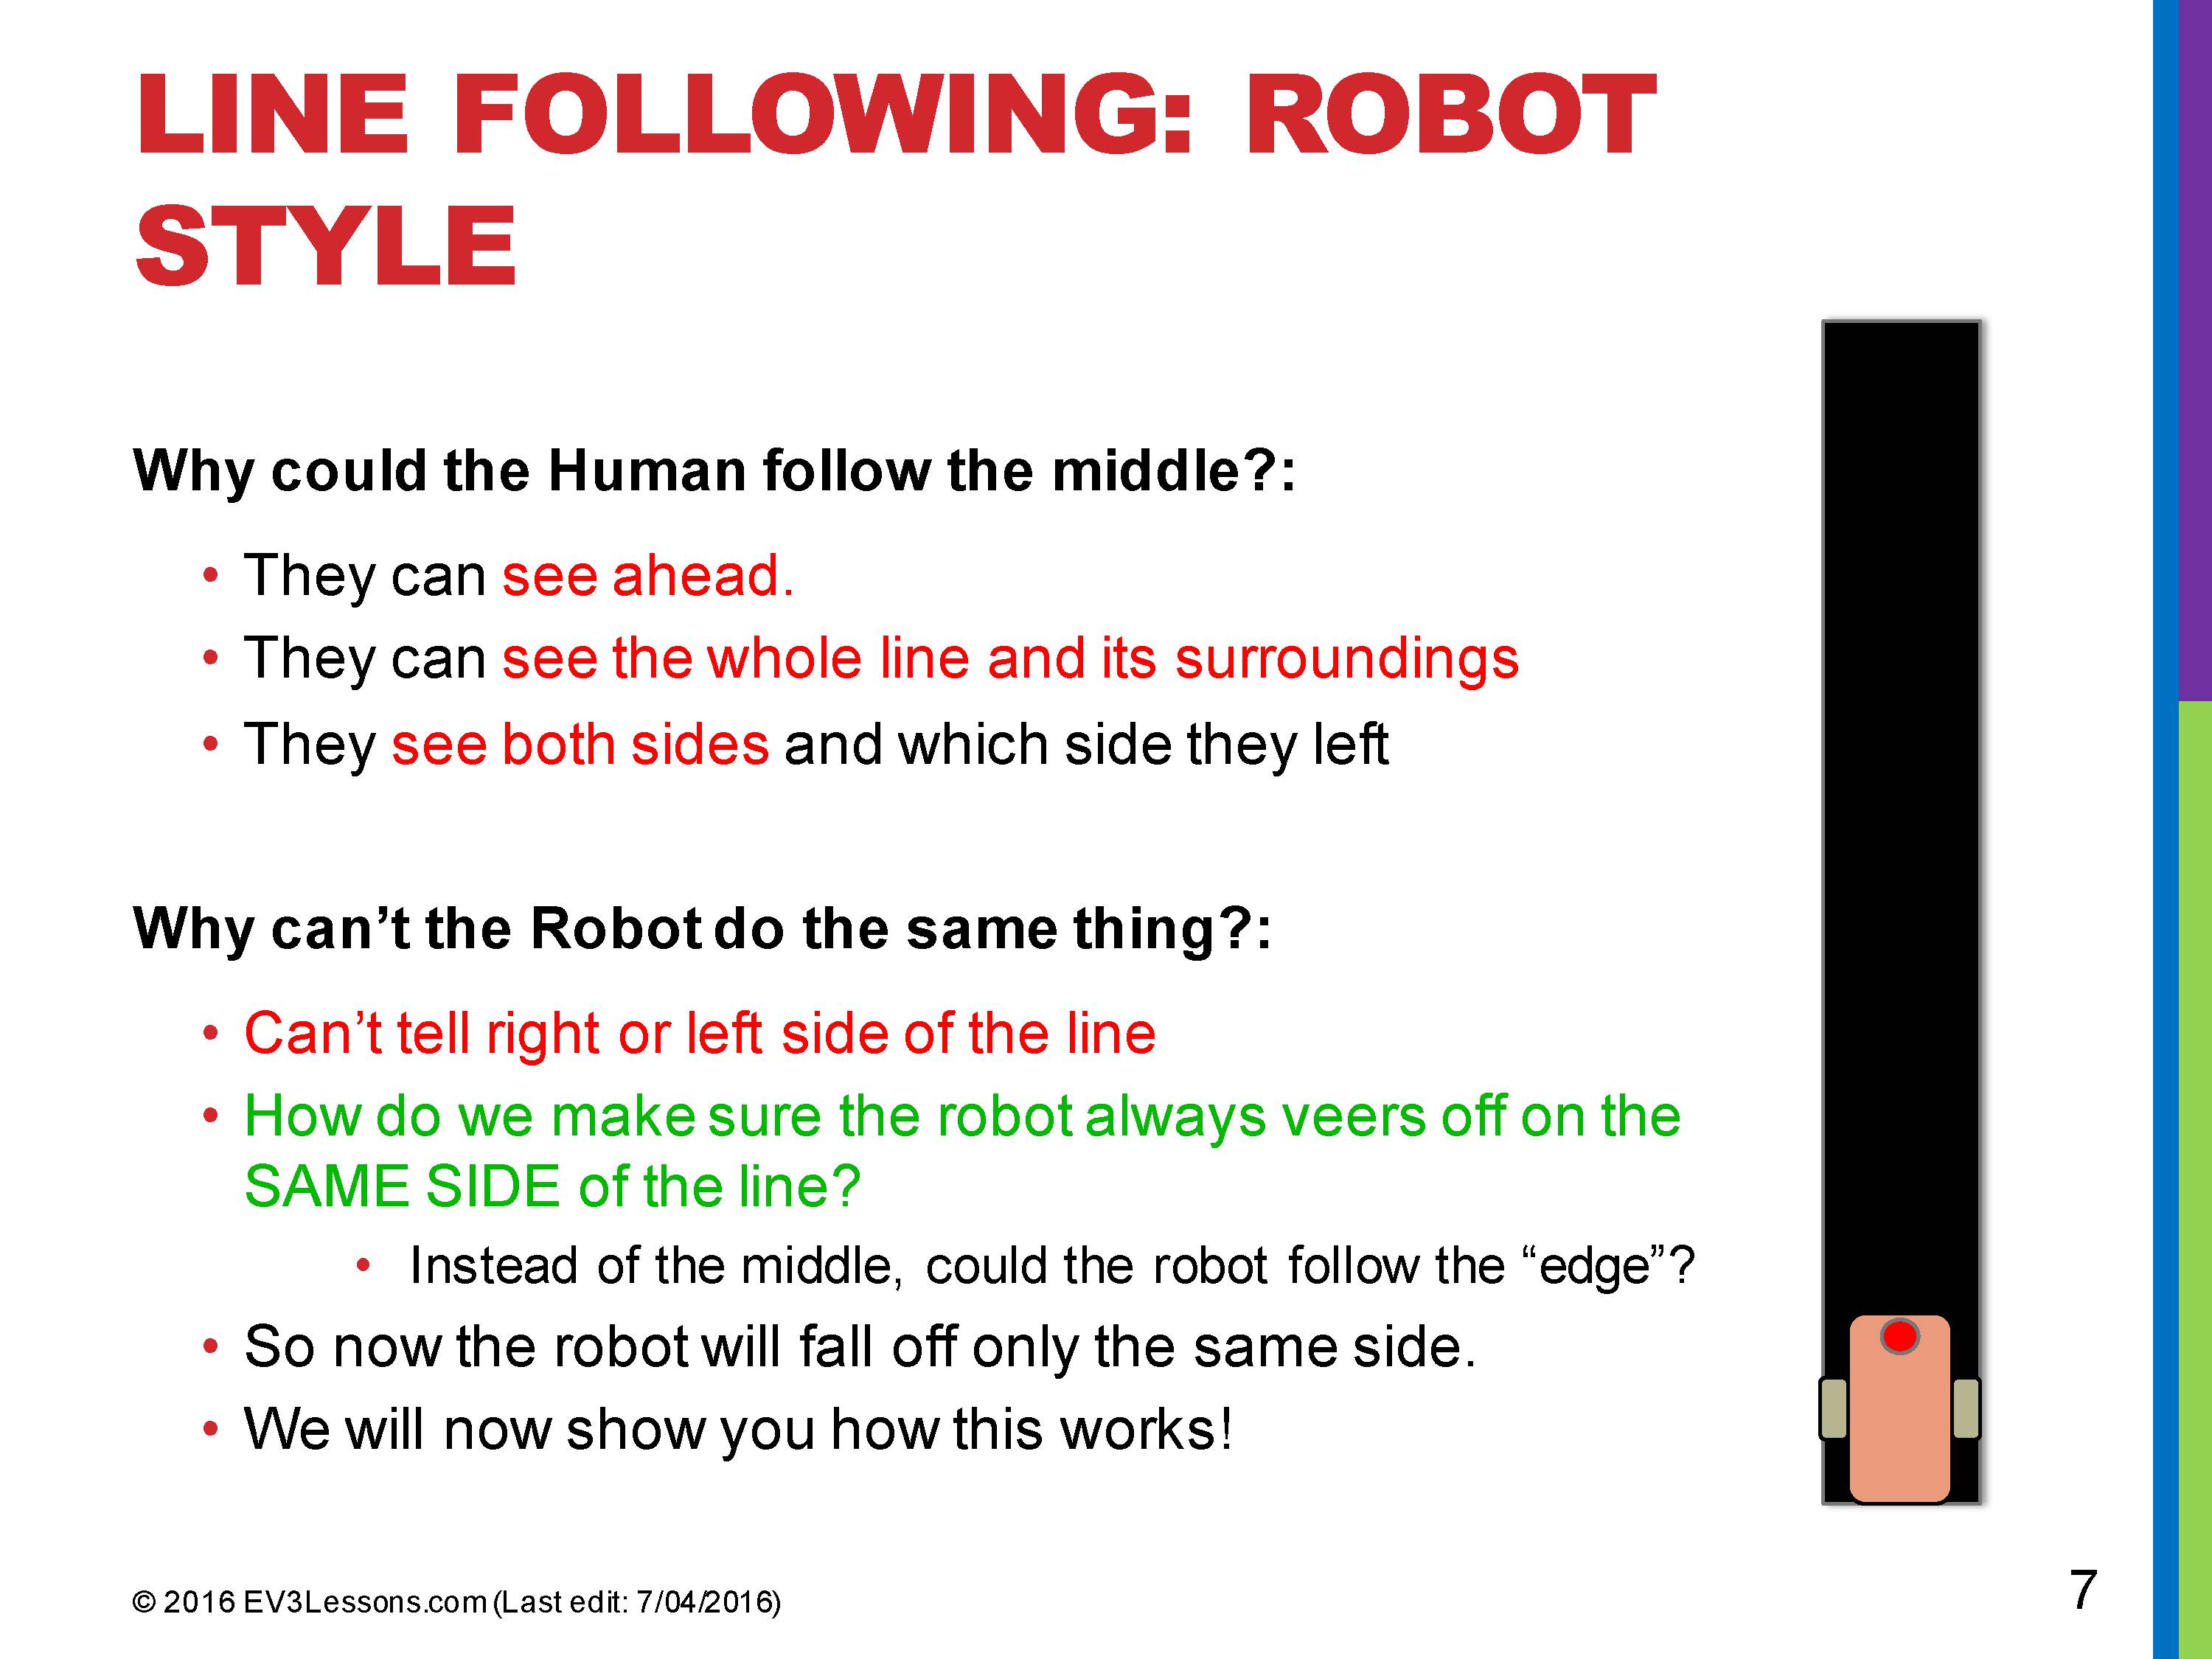 LINE FOLLOWING: ROBOT
STYLE
Why could the Human follow the middle?:
• They can see ahead.
• They can see the whole line and its surroundings
• They see both sides and which side they left
Why can’t the Robot do the same thing?:
• Can’t tell right or left side of the line
• How do we make sure the robot always veers off on the
SAME SIDE of the line?
• Instead of the middle, could the robot follow the “edge”?
• So now the robot will fall off only the same side.
• We will now show you how this works!
© 2016 EV3Lessons.com (Last edit: 7/04/2016)
7